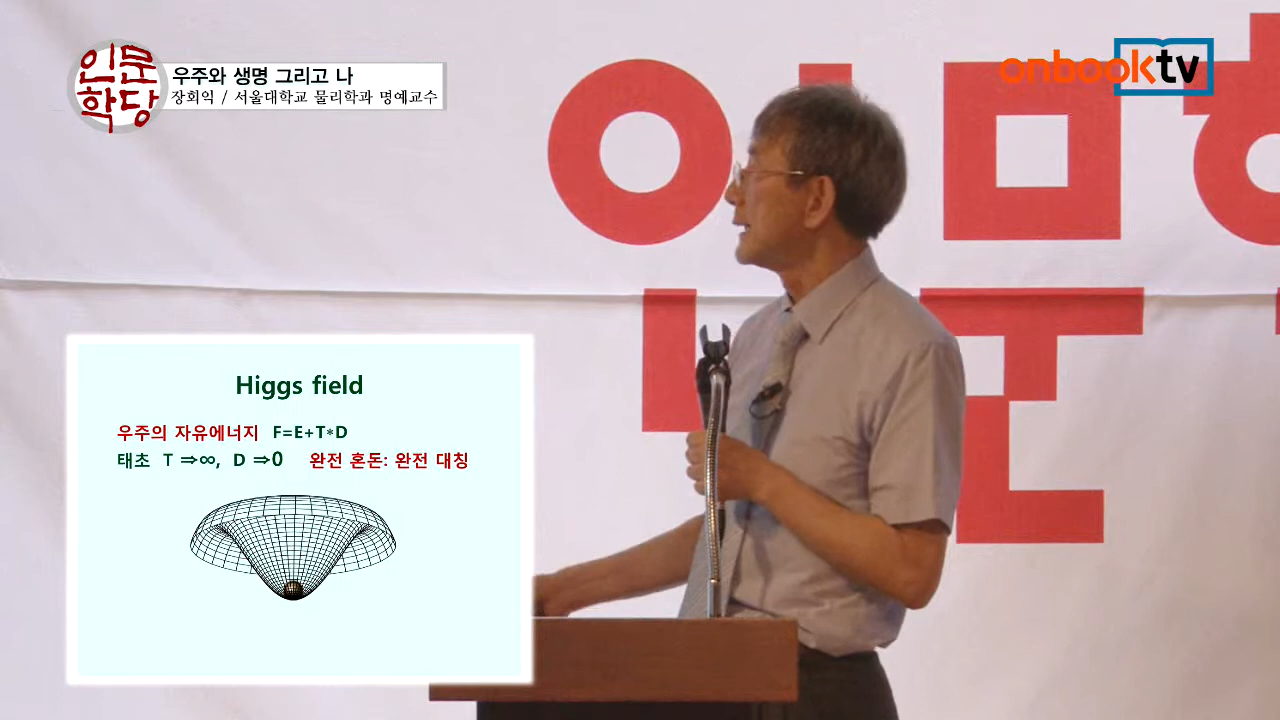 인문
학당
우주와 생명 그리고 나
장회익 / 서울대학교 물리학과 명예교수
onbooktv
Higgs field
우주의 자유에너지 F=E+T*D
태초 T ⇒∞, D ⇒0 완전 혼돈: 완전 대칭